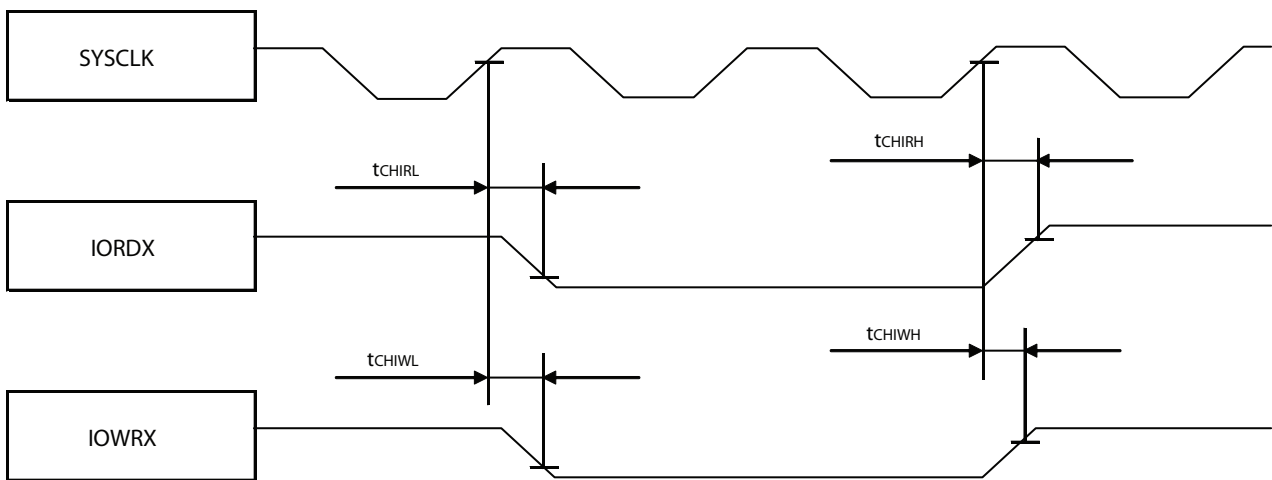 SYSCLK
tCHIRH
tCHIRL
IORDX
tCHIWH
tCHIWL
IOWRX